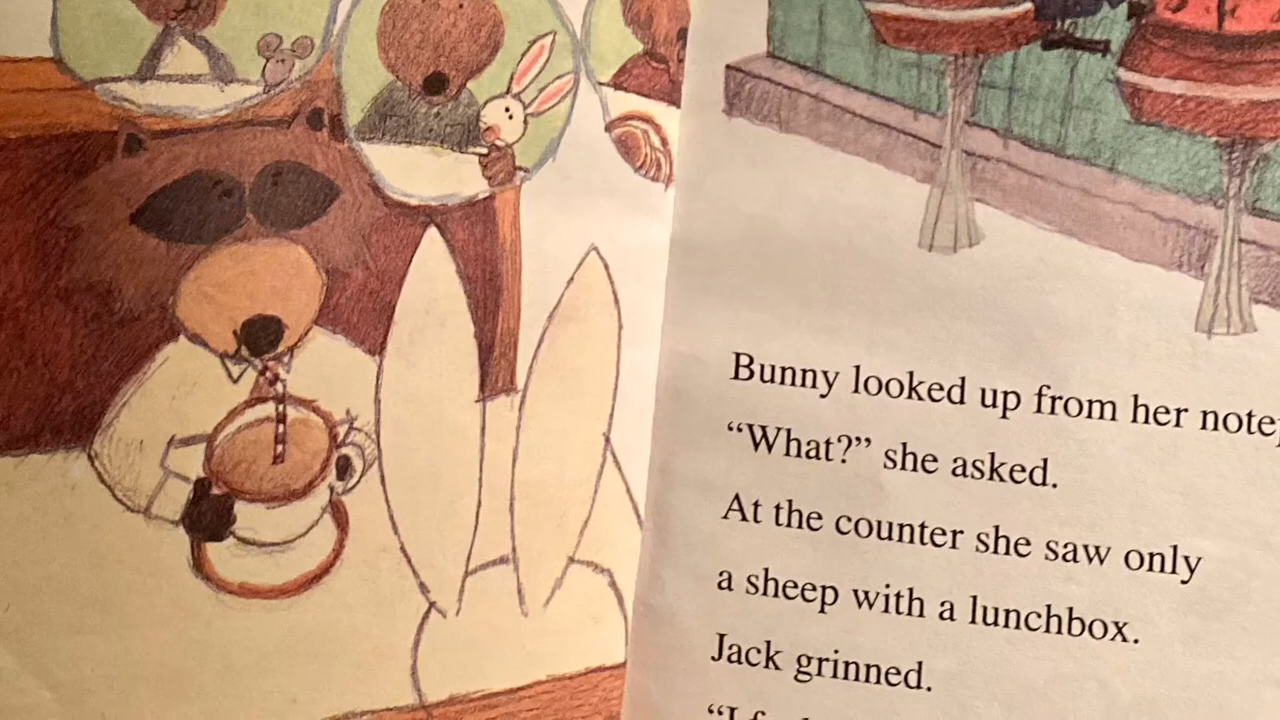 Bunny looked up from her
“What?” she asked.
At the counter she saw only
a sheep with a lunchbox.
Jack grinned.
“I